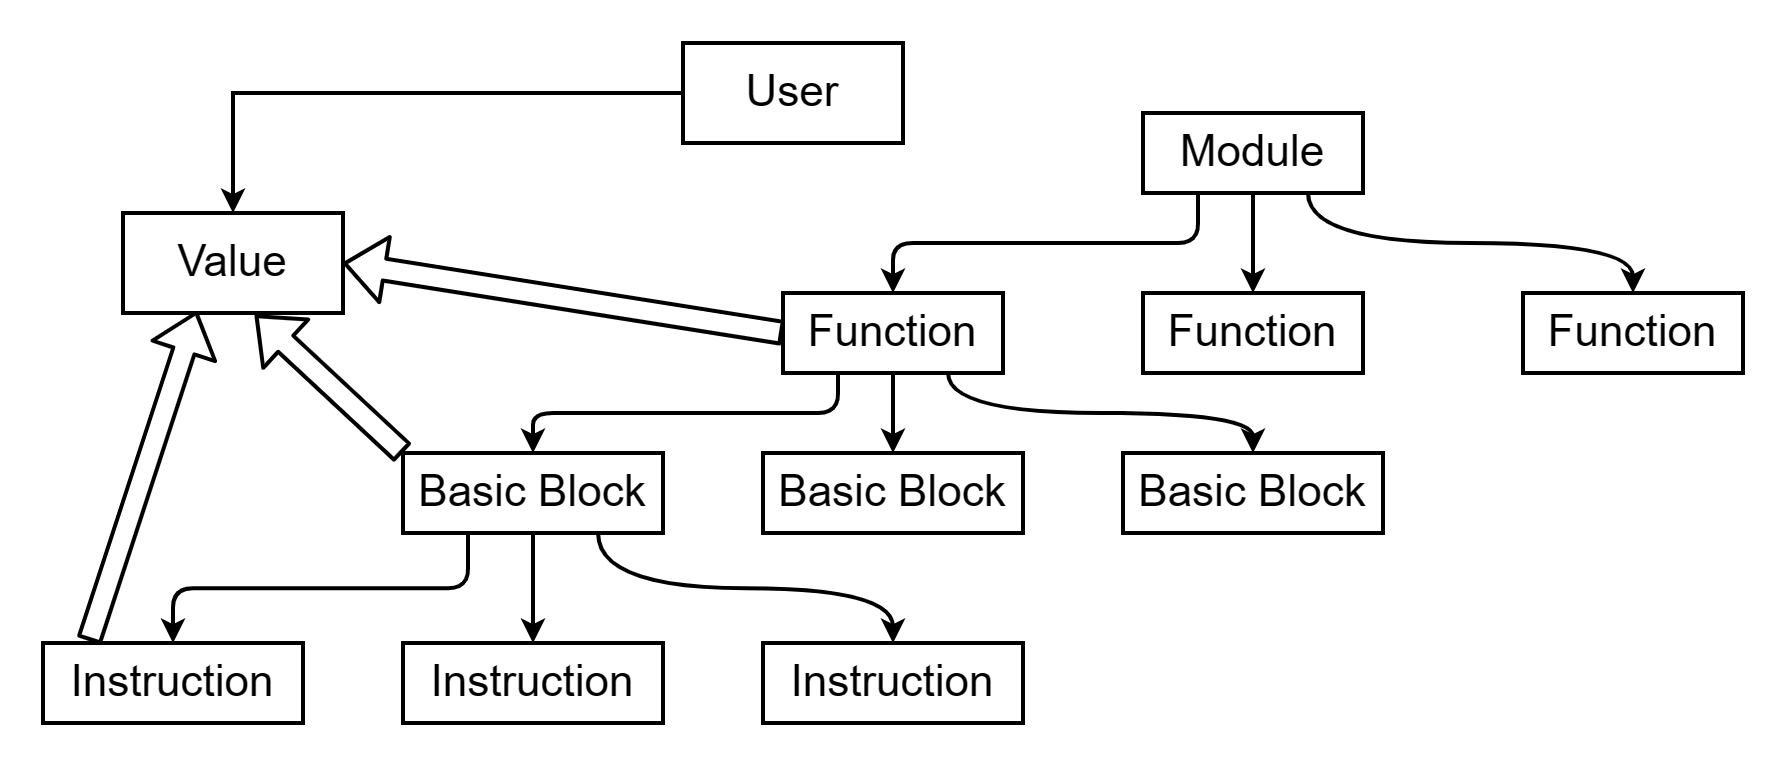 User
Module
Value
Function
Function
Function
Basic Block
Basic Block
Basic Block
Instruction
Instruction
Instruction